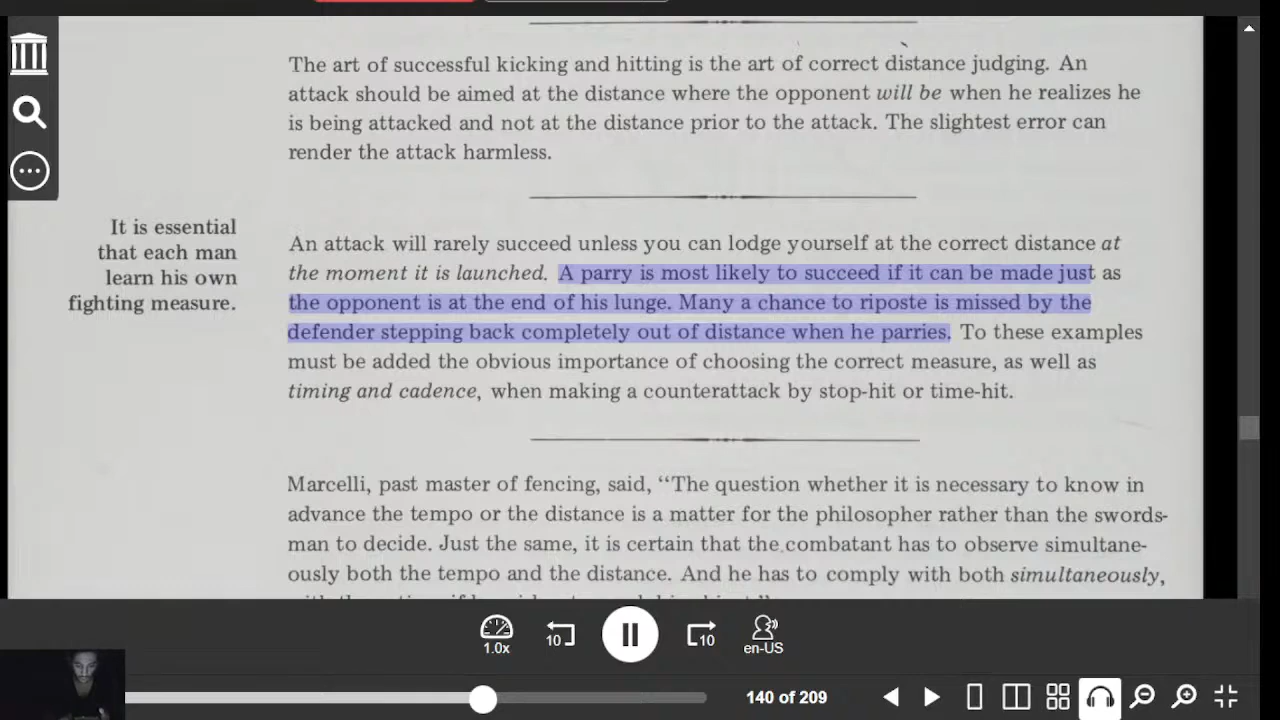 The art of successful kicking and hitting is the art of correct distance judging. An
attack should be aimed at the distance where the opponent will be when he realizes he
is being attacked and not at the distance prior to the attack. The slightest error can
render the attack harmless.
It is essential
that each man
learn his own
fighting measure.
An attack will rarely succeed unless you can lodge yourself at the correct distance at
the moment it is launched. A parry is most likely to succeed if it can be made just as
the opponent is at the end of his lunge. Many a chance to riposte is missed by the
defender stepping back completely out of distance when he parries. To these examples
must be added the obvious importance of choosing the correct measure, as well as
timing and cadence, when making a counterattack by stop-hit or time-hit.
Marcelli, past master of fencing, said, “The question whether it is necessary to know in
advance the tempo or the distance is a matter for the philosopher rather than the swords-
man to decide. Just the same, it is certain that the combatant has to observe simultane-
ously both the tempo and the distance. And he has to comply with both simultaneously,
10
10
1.0x
en-US
140 of 209